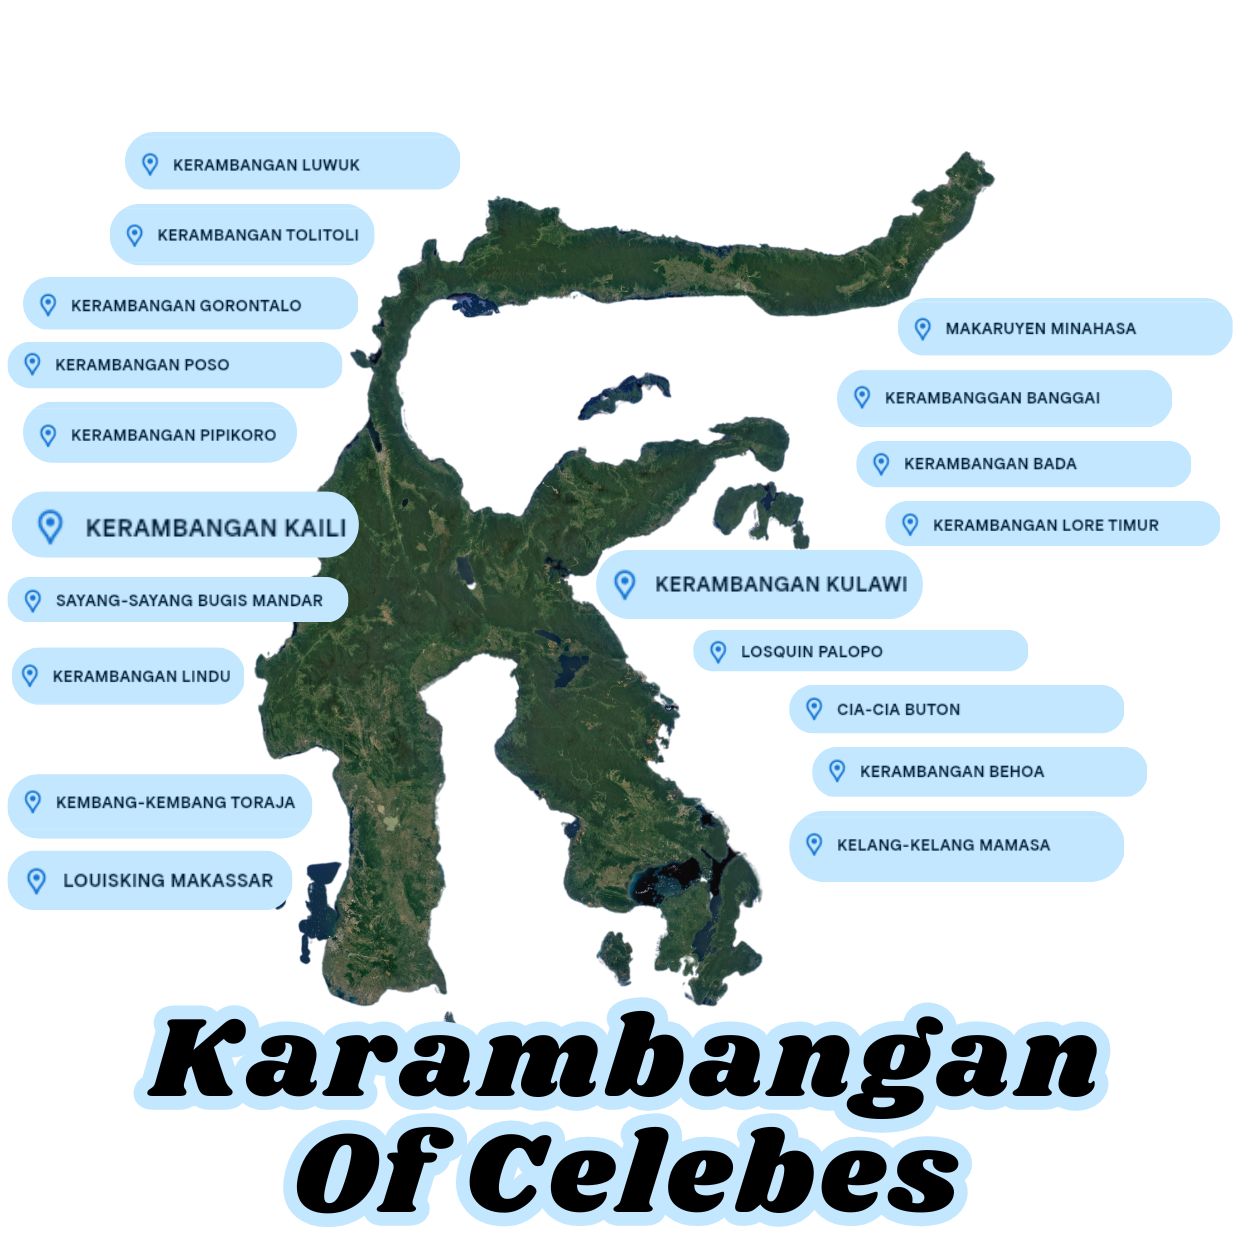 KERAMBANGAN LUWUK
KERAMBANGAN TOLITOLI
KERAMBANGAN GORONTALO
KERAMBANGAN POSO
KERAMBANGAN PIPIKORO
KERAMBANGAN KAILI
SAYANG-SAYANG BUGIS MANDAR
KERAMBANGAN LINDU
KEMBANG-KEMBANG TORAJA
LOUISKING MAKASSAR
MAKARUYEN MINAHASA
KERAMBANGGAN BANGGAI
KERAMBANGAN BADA
KERAMBANGAN LORE TIMUR
KERAMBANGAN KULAWI
LOSQUIN PALOPO
CIA-CIA BUTON
KERAMBANGAN BEHOA
KELANG-KELANG MAMASA
Karambangan
Of Celebes